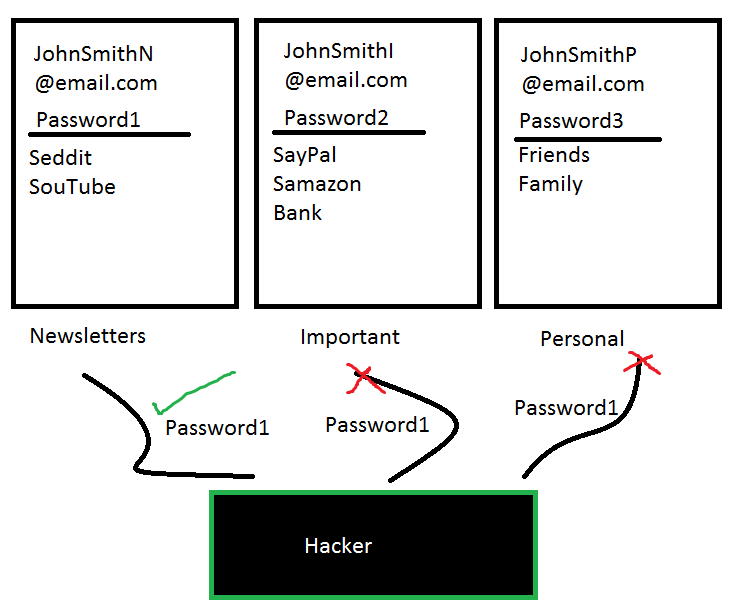 JohnSmithN
@email.com
Password1
Seddit
SouTube
JohnSmithI
@email.com
Password2
SayPal
Samazon
Bank
JohnSmithP
@email.com
Password3
Friends
Family
Newsletters
Important
Personal
Password1
Password1
Password1
Hacker